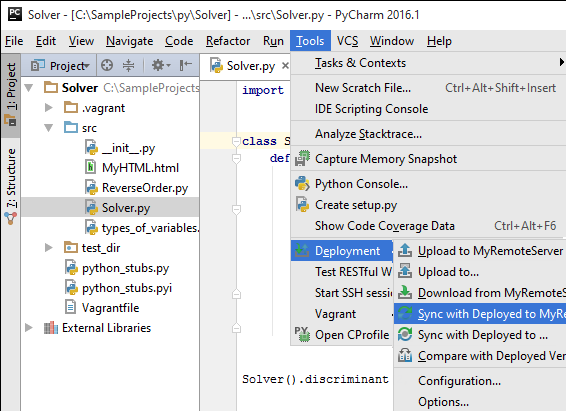 PC Solver - [C:\SampleProjects\py\Solver] - ...\src\Solver.py - PyCharm 2016.1
File Edit View Navigate Code Refactor Run Tools VCS Window Help
1: Project
7: Structure
Project
Solver C:\SampleProjects
.vagrant
src
__init__.py
MyHTML.html
ReverseOrder.py
Solver.py
types_of_variables.
test_dir
python_stubs.py
python_stubs.pyi
Vagrantfile
External Libraries
Solver.py
import
class S
def
Solver().discriminant
Tasks & Contexts
New Scratch File... Ctrl+Alt+Shift+Insert
IDE Scripting Console
Analyze Stacktrace...
Capture Memory Snapshot
Python Console...
Create setup.py
Show Code Coverage Data Ctrl+Alt+F6
Deployment
Test RESTful W
Start SSH sessi
Vagrant
Open CProfile
Upload to MyRemoteServer
Upload to...
Download from MyRemoteS
Sync with Deployed to MyRe
Sync with Deployed to ...
Compare with Deployed Ver
Configuration...
Options...